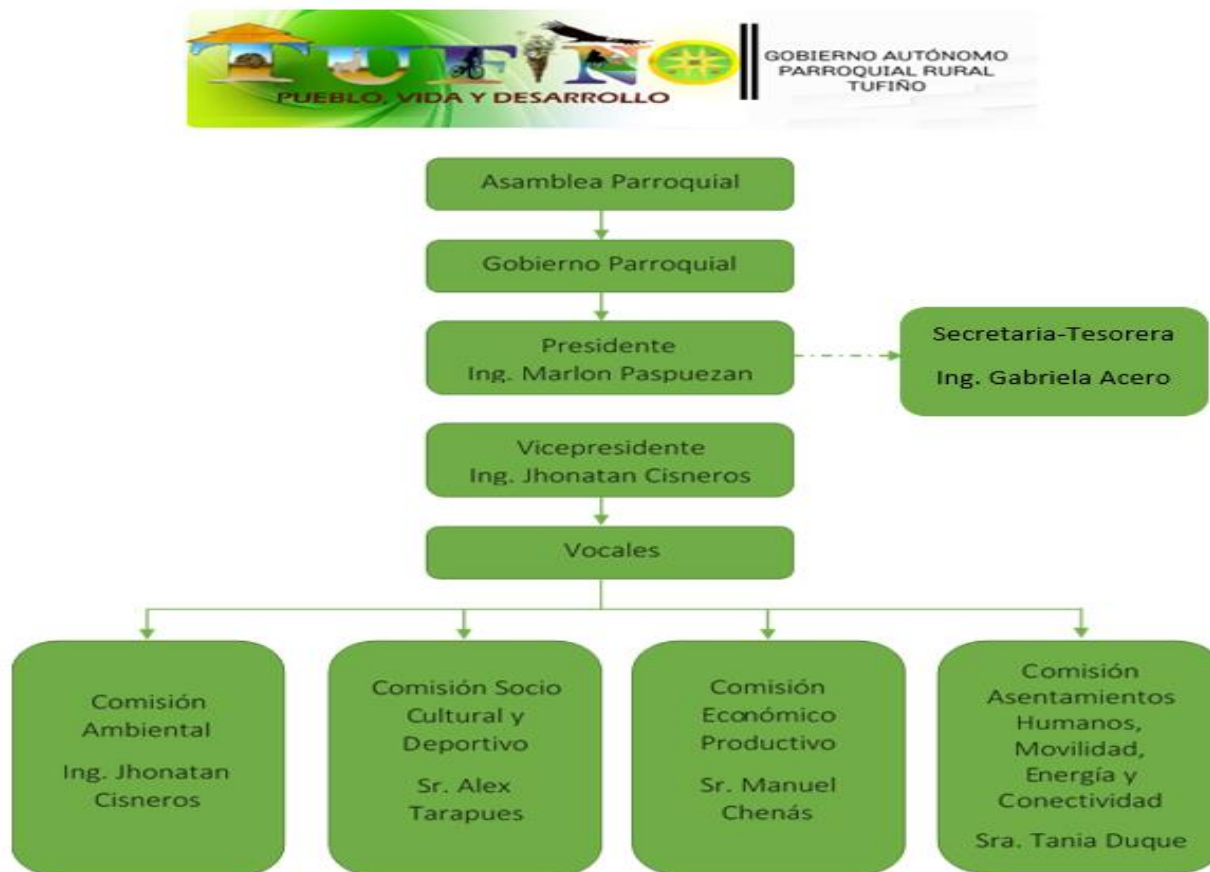 TUFIÑO
PUEBLO, VIDA Y DESARROLLO
GOBIERNO AUTÓNOMO
PARROQUIAL RURAL
TUFIÑO
Asamblea Parroquial
Gobierno Parroquial
Presidente
Ing. Marlon Paspuezan
Secretaria-Tesorera
Ing. Gabriela Acero
Vicepresidente
Ing. Jhonatan Cisneros
Vocales
Comisión
Ambiental
Ing. Jhonatan
Cisneros
Comisión Socio
Cultural y
Deportivo
Sr. Alex
Tarapues
Comisión
Económico
Productivo
Sr. Manuel
Chenás
Comisión
Asentamientos
Humanos,
Movilidad,
Energía y
Conectividad
Sra. Tania Duque